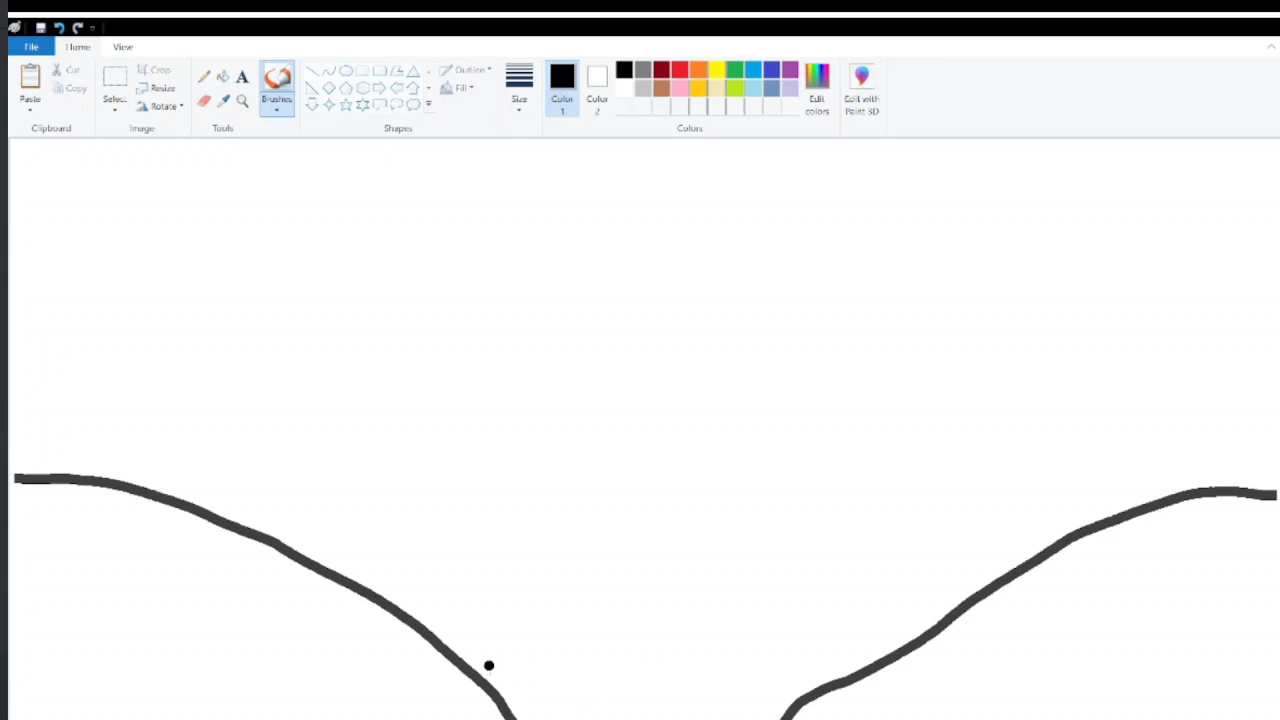 File Home View
Paste Cut Copy Clipboard
Select Crop Resize Rotate Image
A
Tools
Brushes
Outline Fill Shapes
Size
Color 1 Color 2 Edit colors Colors
Edit with Paint 3D